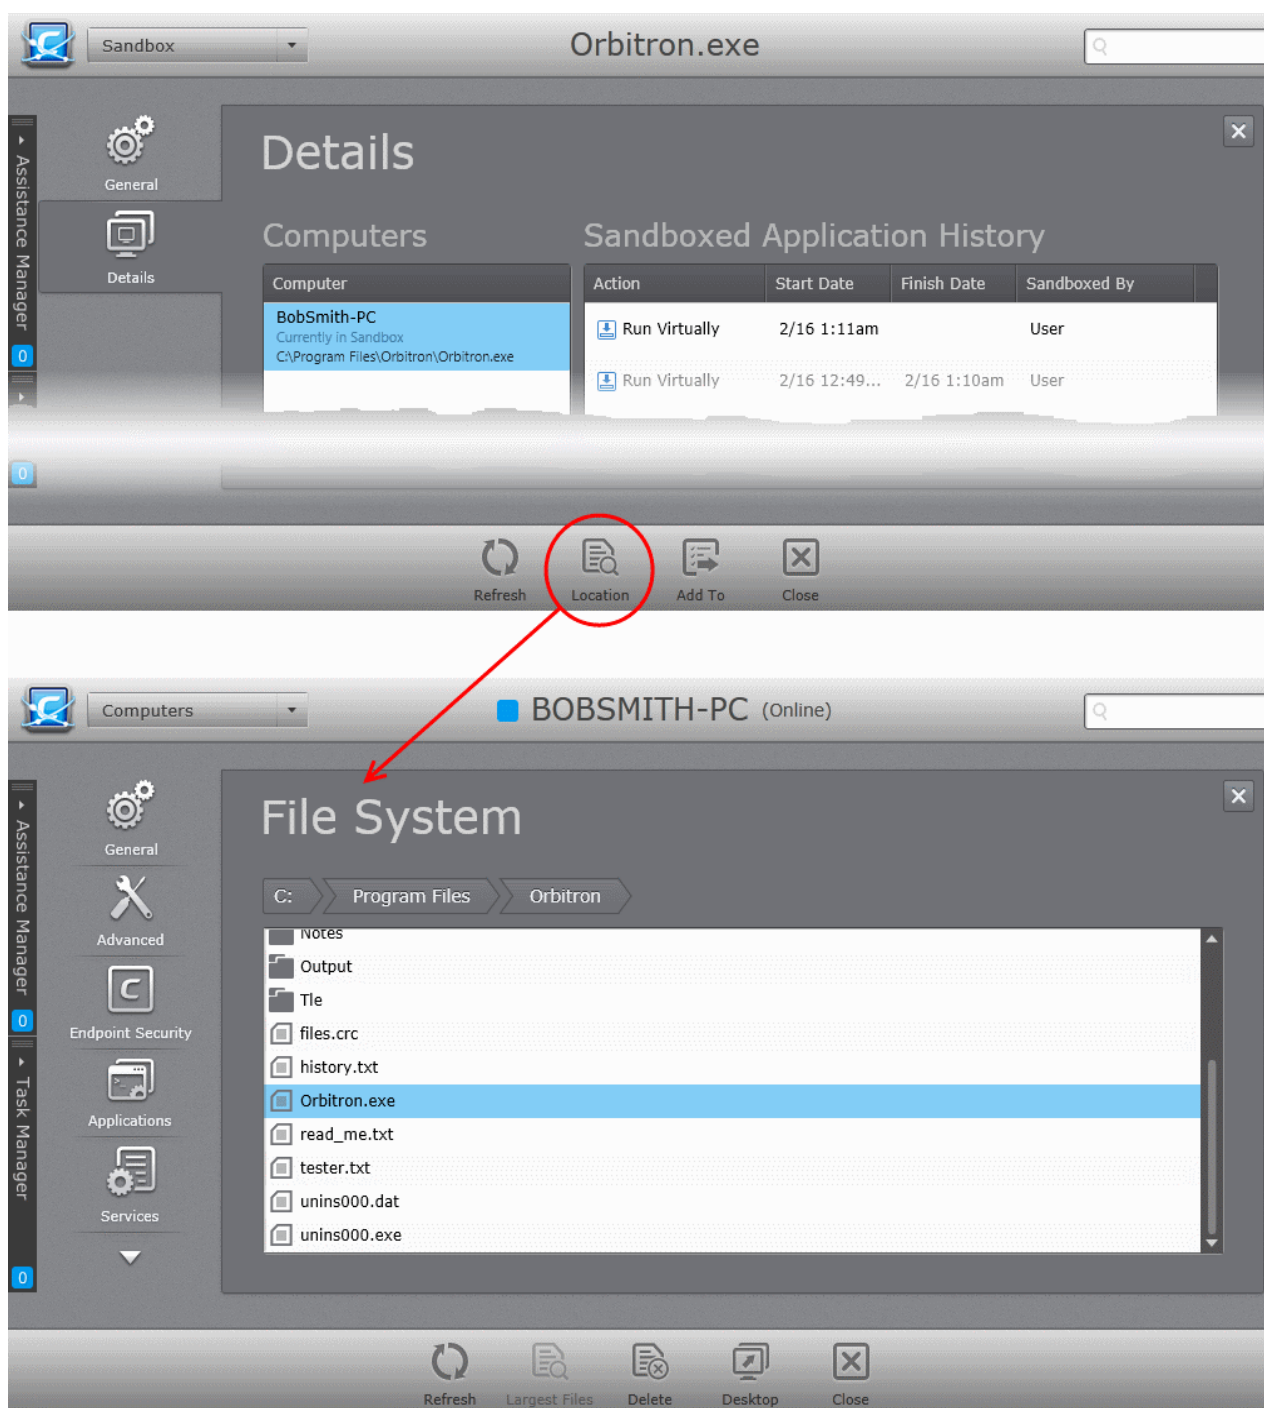 Sandbox
Orbitron.exe
Assistance Manager
0
0
General
Details
Details
Computers
Computer
BobSmith-PC
Currently in Sandbox
C:\Program Files\Orbitron\Orbitron.exe
Sandboxed Application History
Action Start Date Finish Date Sandboxed By
Run Virtually 2/16 1:11am User
Run Virtually 2/16 12:49... 2/16 1:10am User
Refresh Location Add To Close
Computers
BOBSMITH-PC (Online)
Assistance Manager
0
Task Manager
0
General
Advanced
Endpoint Security
Applications
Services
File System
C: Program Files Orbitron
Notes
Output
Tle
files.crc
history.txt
Orbitron.exe
read_me.txt
tester.txt
unins000.dat
unins000.exe
Refresh Largest Files Delete Desktop Close